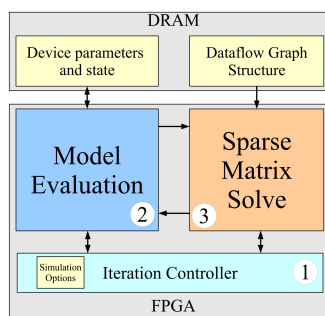 DRAM
Device parameters
and state
Dataflow Graph
Structure
Model
Evaluation
2
Sparse
Matrix
Solve
3
Simulation
Options
Iteration Controller
1
FPGA